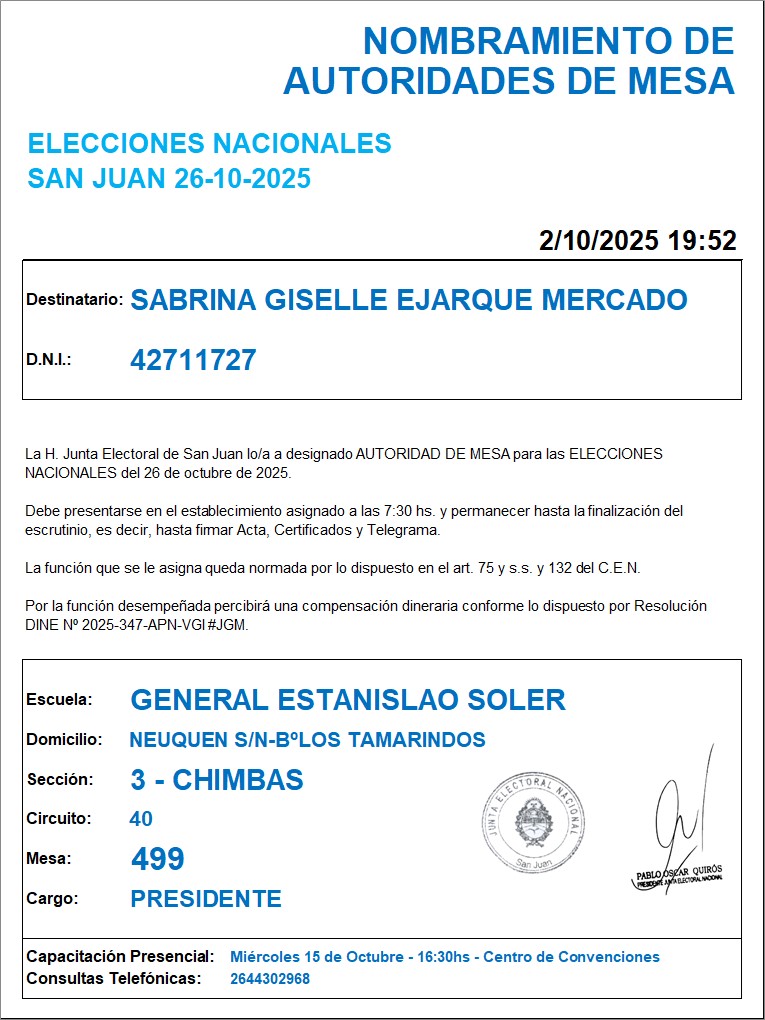 NOMBRAMIENTO DE
AUTORIDADES DE MESA
ELECCIONES NACIONALES
SAN JUAN 26-10-2025
2/10/2025 19:52
Destinatario: SABRINA GISELLE EJARQUE MERCADO
D.N.I.: 42711727
La H. Junta Electoral de San Juan lo/a a designado AUTORIDAD DE MESA para las ELECCIONES
NACIONALES del 26 de octubre de 2025.
Debe presentarse en el establecimiento asignado a las 7:30 hs. y permanecer hasta la finalización del
escrutinio, es decir, hasta firmar Acta, Certificados y Telegrama.
La función que se le asigna queda normada por lo dispuesto en el art. 75 y s.s. y 132 del C.E.N.
Por la función desempeñada percibirá una compensación dineraria conforme lo dispuesto por Resolución
DINE Nº 2025-347-APN-VGI#JGM.
Escuela: GENERAL ESTANISLAO SOLER
Domicilio: NEUQUEN S/N-BºLOS TAMARINDOS
Sección: 3 - CHIMBAS
Circuito: 40
Mesa: 499
Cargo: PRESIDENTE
JUNTA ELECTORAL NACIONAL
San Juan
PABLO OSCAR QUIRÓS
PRESIDENTE JUNTA ELECTORAL NACIONAL
Capacitación Presencial: Miércoles 15 de Octubre - 16:30hs - Centro de Convenciones
Consultas Telefónicas: 2644302968